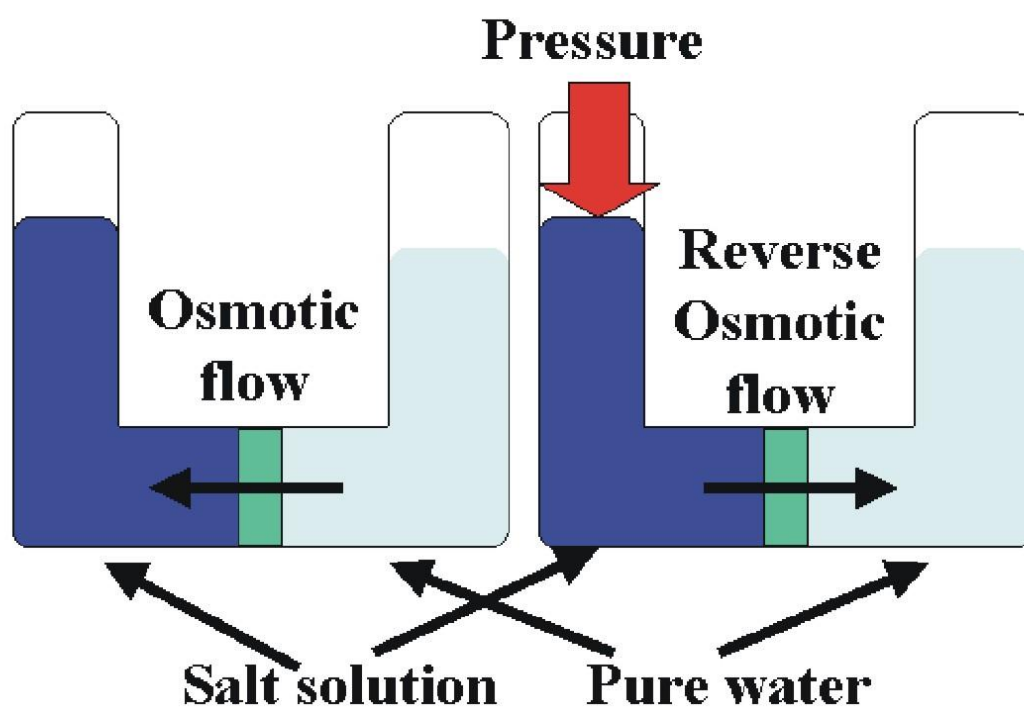 Pressure
Osmotic
flow
Reverse
Osmotic
flow
Salt solution
Pure water